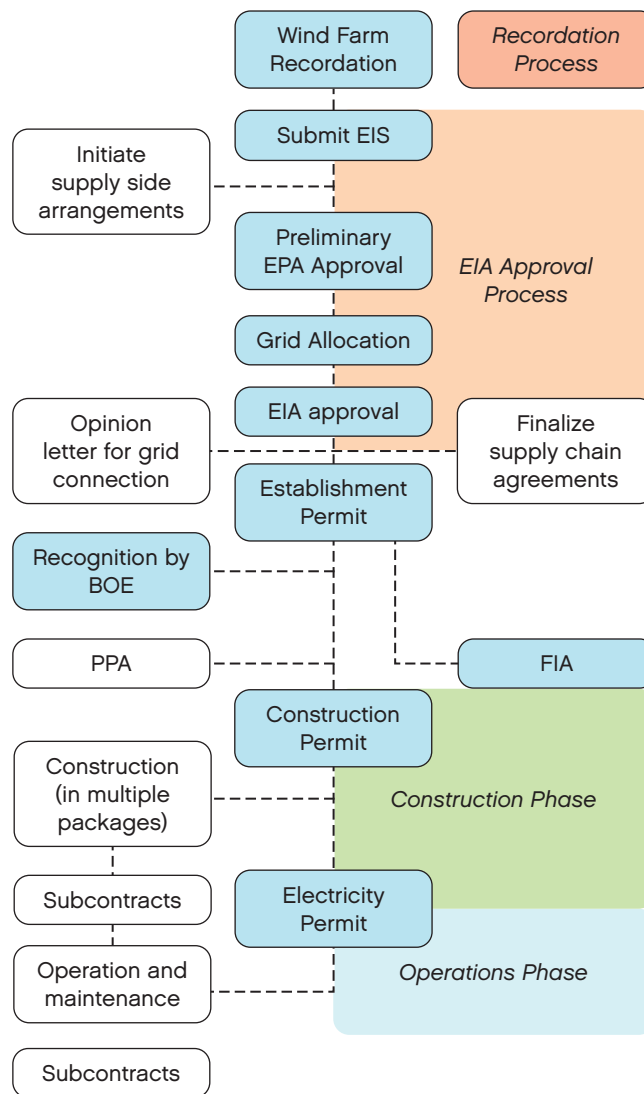 Wind Farm
Recordation
Recordation
Process
Submit EIS
Initiate
supply side
arrangements
Preliminary
EPA Approval
EIA Approval
Process
Grid Allocation
EIA approval
Opinion
letter for grid
connection
Finalize
supply chain
agreements
Establishment
Permit
Recognition by
BOE
PPA
FIA
Construction
Permit
Construction
(in multiple
packages)
Construction Phase
Subcontracts
Electricity
Permit
Operation and
maintenance
Operations Phase
Subcontracts